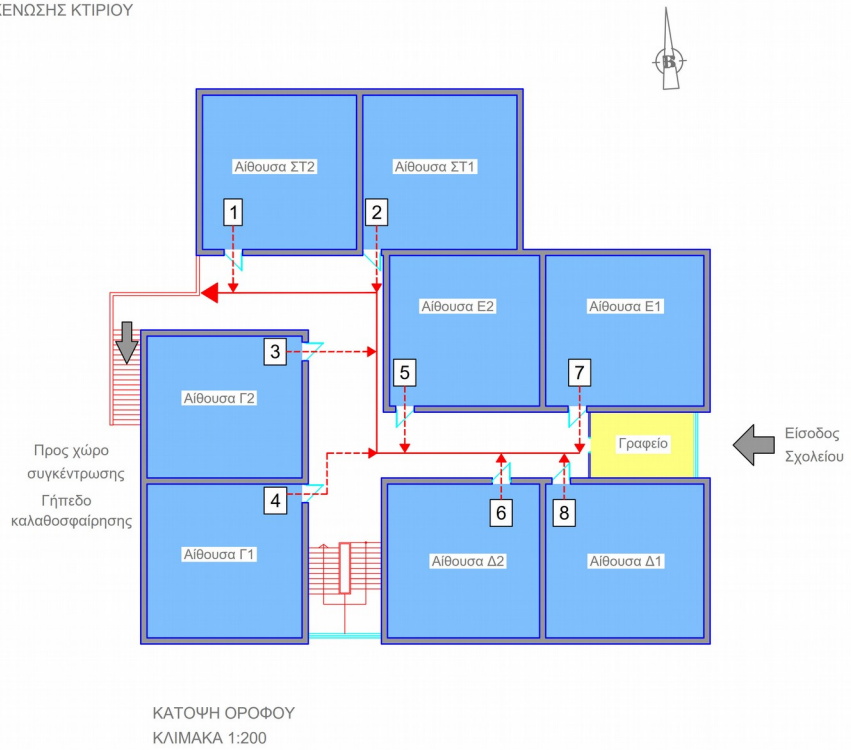 ΚΕΝΩΣΗΣ ΚΤΙΡΙΟΥ
Β
Αίθουσα ΣΤ2
Αίθουσα ΣΤ1
1
2
Αίθουσα Ε2
Αίθουσα Ε1
3
5
7
Αίθουσα Γ2
Γραφείο
Είσοδος
Σχολείου
Προς χώρο
συγκέντρωσης
Γήπεδο
καλαθοσφαίρησης
4
6
8
Αίθουσα Γ1
Αίθουσα Δ2
Αίθουσα Δ1
ΚΑΤΟΨΗ ΟΡΟΦΟΥ
ΚΛΙΜΑΚΑ 1:200